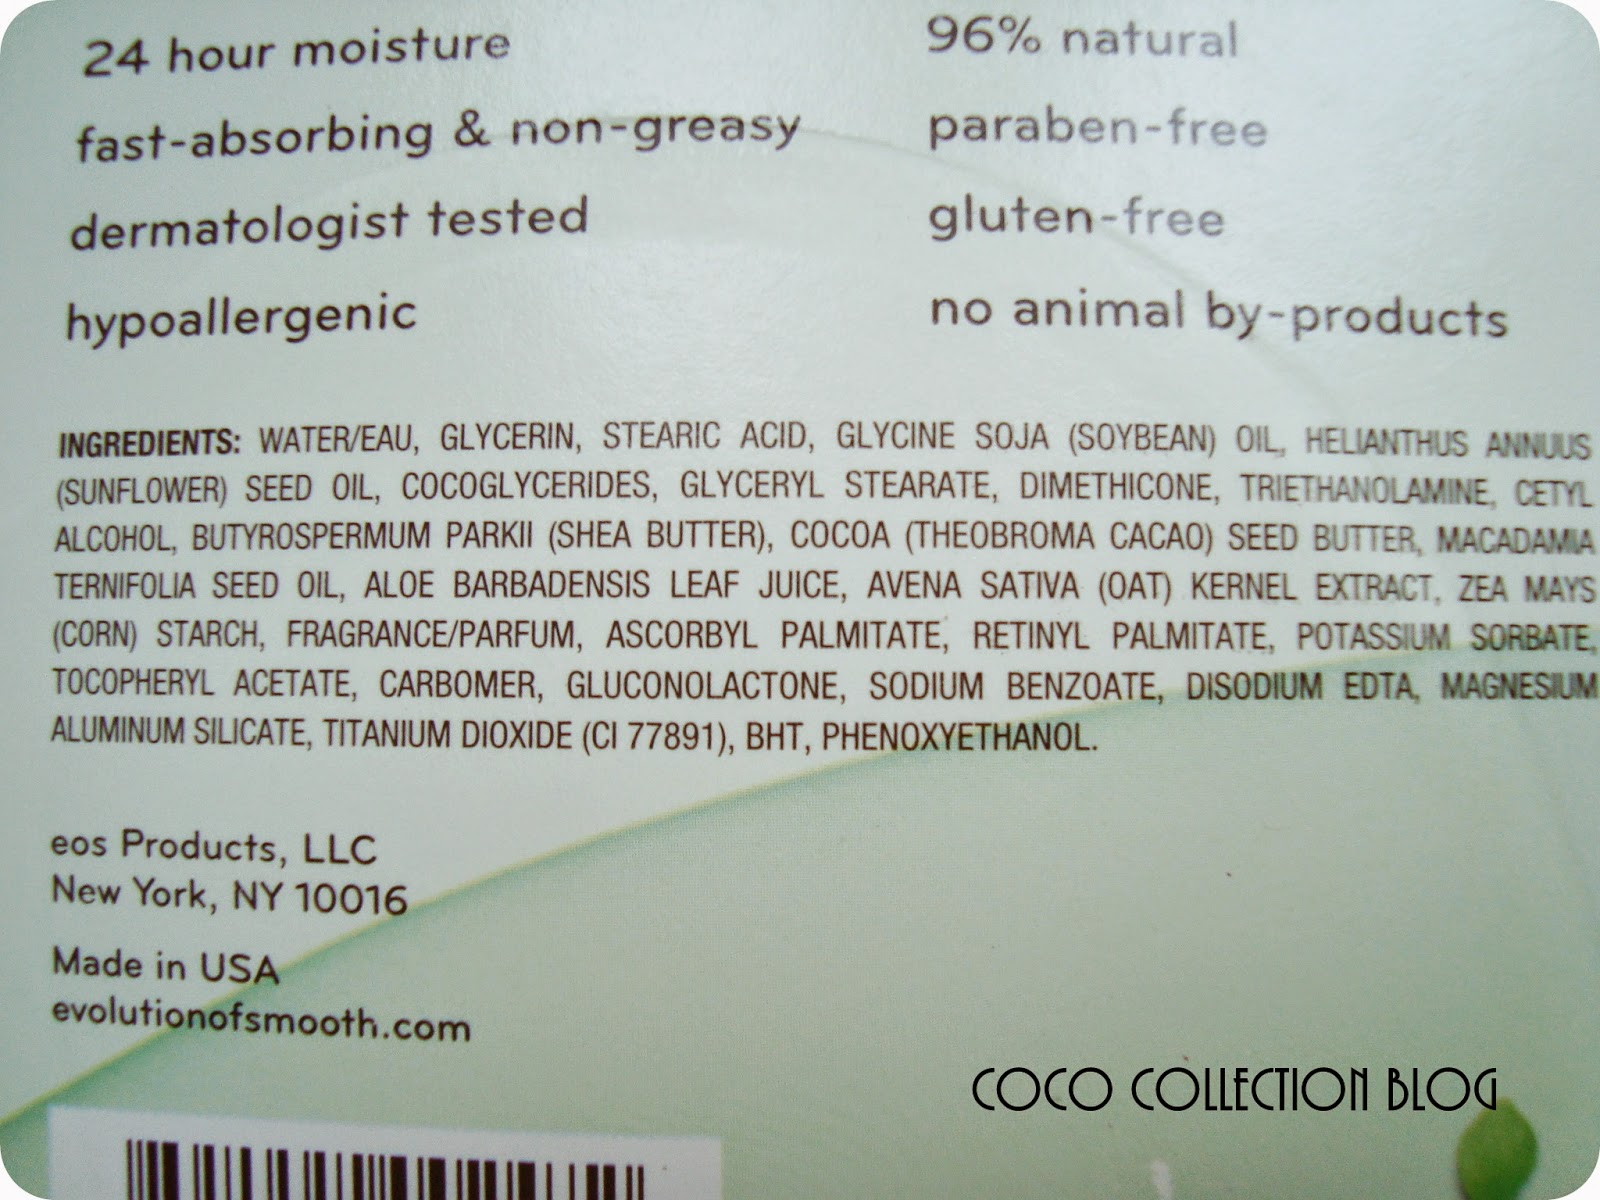 24 hour moisture
fast-absorbing & non-greasy
dermatologist tested
hypoallergenic
96% natural
paraben-free
gluten-free
no animal by-products
INGREDIENTS: WATER/EAU, GLYCERIN, STEARIC ACID, GLYCINE SOJA (SOYBEAN) OIL, HELIANTHUS ANNUUS
(SUNFLOWER) SEED OIL, COCOGLYCERIDES, GLYCERYL STEARATE, DIMETHICONE, TRIETHANOLAMINE, CETYL
ALCOHOL, BUTYROSPERMUM PARKII (SHEA BUTTER), COCOA (THEOBROMA CACAO) SEED BUTTER, MACADAMIA
TERNIFOLIA SEED OIL, ALOE BARBADENSIS LEAF JUICE, AVENA SATIVA (OAT) KERNEL EXTRACT, ZEA MAYS
(CORN) STARCH, FRAGRANCE/PARFUM, ASCORBYL PALMITATE, RETINYL PALMITATE, POTASSIUM SORBATE,
TOCOPHERYL ACETATE, CARBOMER, GLUCONOLACTONE, SODIUM BENZOATE, DISODIUM EDTA, MAGNESIUM
ALUMINUM SILICATE, TITANIUM DIOXIDE (CI 77891), BHT, PHENOXYETHANOL.
eos Products, LLC
New York, NY 10016
Made in USA
evolutionofsmooth.com
COCO COLLECTION BLOG